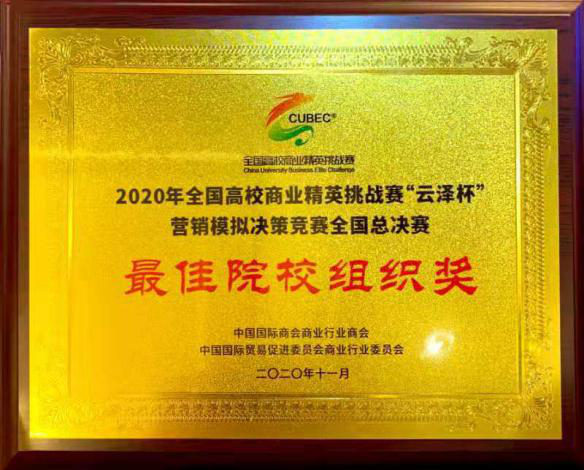 CUBEC®
全国高校商业精英挑战赛
China University Business Elite Challenge
2020年全国高校商业精英挑战赛“云泽杯”
营销模拟决策竞赛全国总决赛
最佳院校组织奖
中国国际商会商业行业商会
中国国际贸易促进委员会商业行业委员会
二〇二〇年十一月